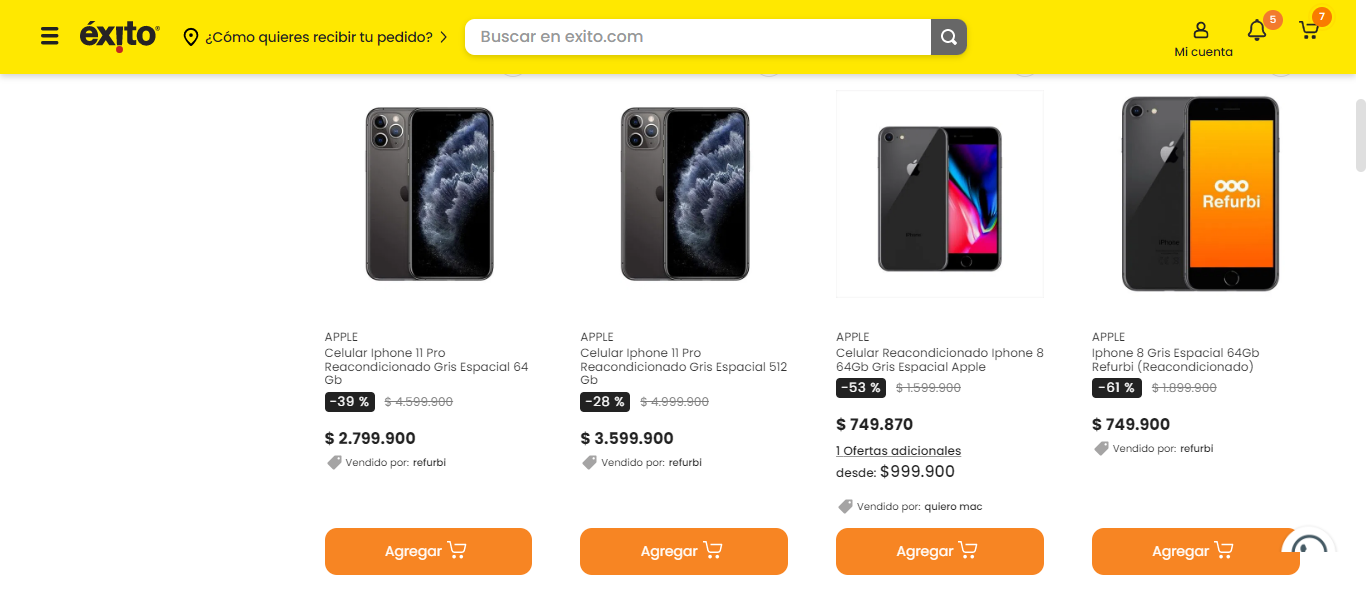 éxito
¿Cómo quieres recibir tu pedido?
Buscar en exito.com
Mi cuenta
5
7
Refurbi
APPLE
Celular Iphone 11 Pro
Reacondicionado Gris Espacial 64
Gb
-39 %
$ 4.599.900
$ 2.799.900
Vendido por: refurbi
Agregar
APPLE
Celular Iphone 11 Pro
Reacondicionado Gris Espacial 512
Gb
-28 %
$ 4.999.900
$ 3.599.900
Vendido por: refurbi
Agregar
APPLE
Celular Reacondicionado Iphone 8
64Gb Gris Espacial Apple
-53 %
$ 1.599.900
$ 749.870
1 Ofertas adicionales
desde: $999.900
Vendido por: quiero mac
Agregar
APPLE
Iphone 8 Gris Espacial 64Gb
Refurbi (Reacondicionado)
-61 %
$ 1.899.900
$ 749.900
Vendido por: refurbi
Agregar